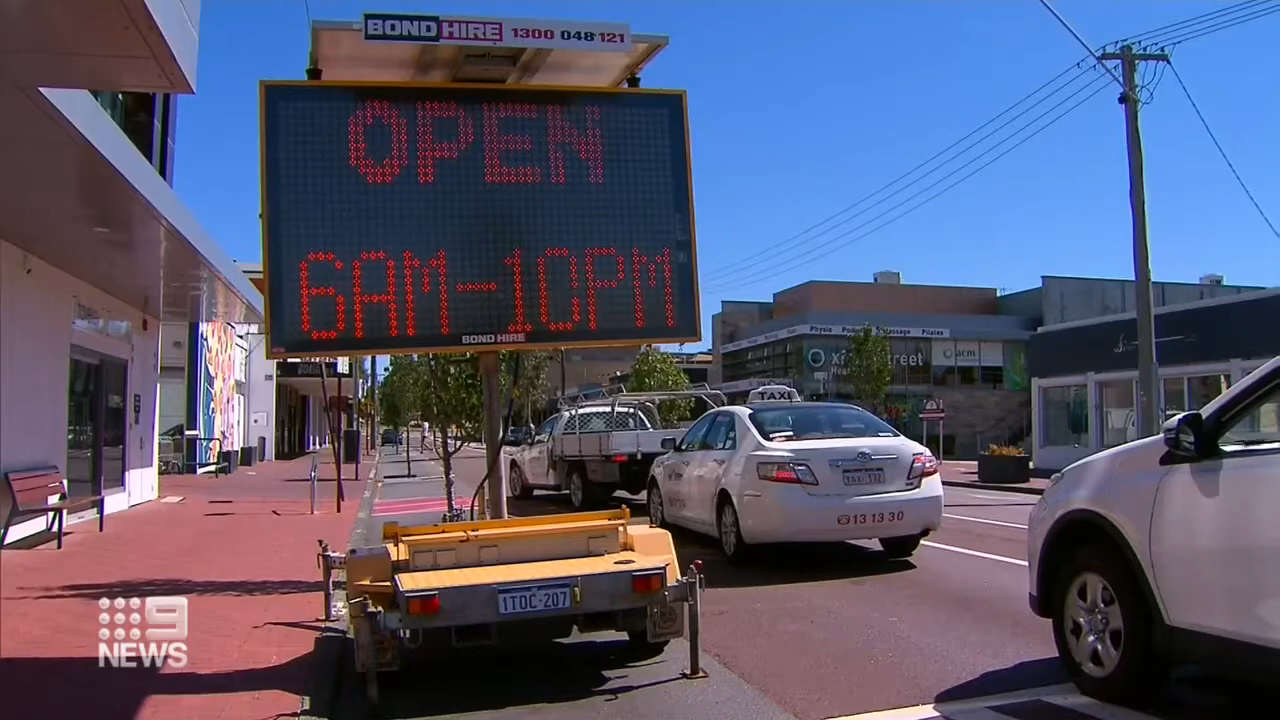 BOND HIRE 1300 048 121
OPEN
6AM-10PM
BOND HIRE
Physio
Massage Pilates
acm
TAXI
13 13 30
1TOC-207
9
NEWS